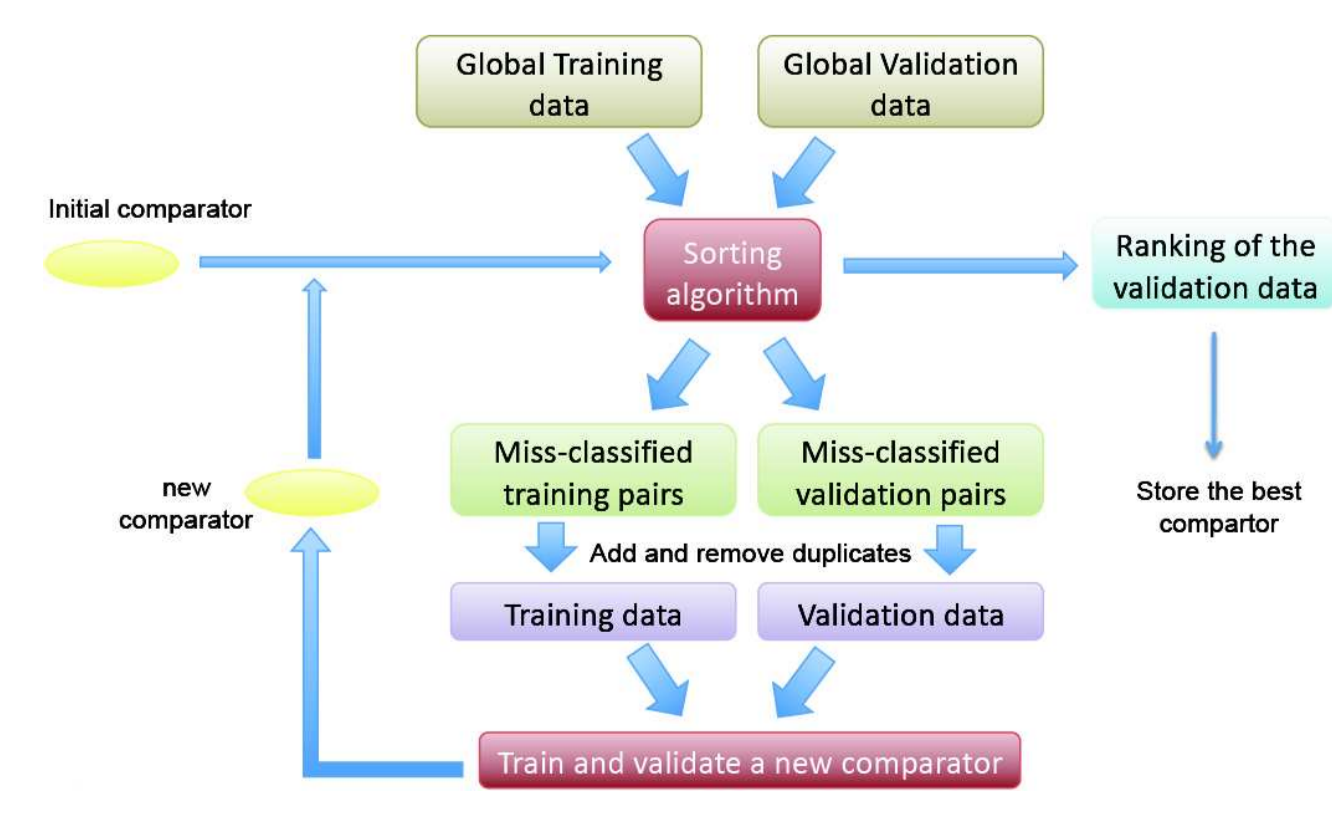 Global Training
data
Global Validation
data
Initial comparator
Sorting
algorithm
Ranking of the
validation data
Miss-classified
training pairs
Miss-classified
validation pairs
new
comparator
Store the best
compartor
Add and remove duplicates
Training data
Validation data
Train and validate a new comparator